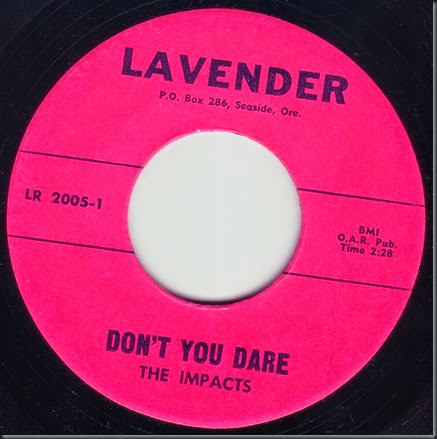 LAVENDER
P.O. Box 286, Seaside, Ore.
LR 2005-1
BMI
O.A.R. Pub.
Time 2:28
DON'T YOU DARE
THE IMPACTS